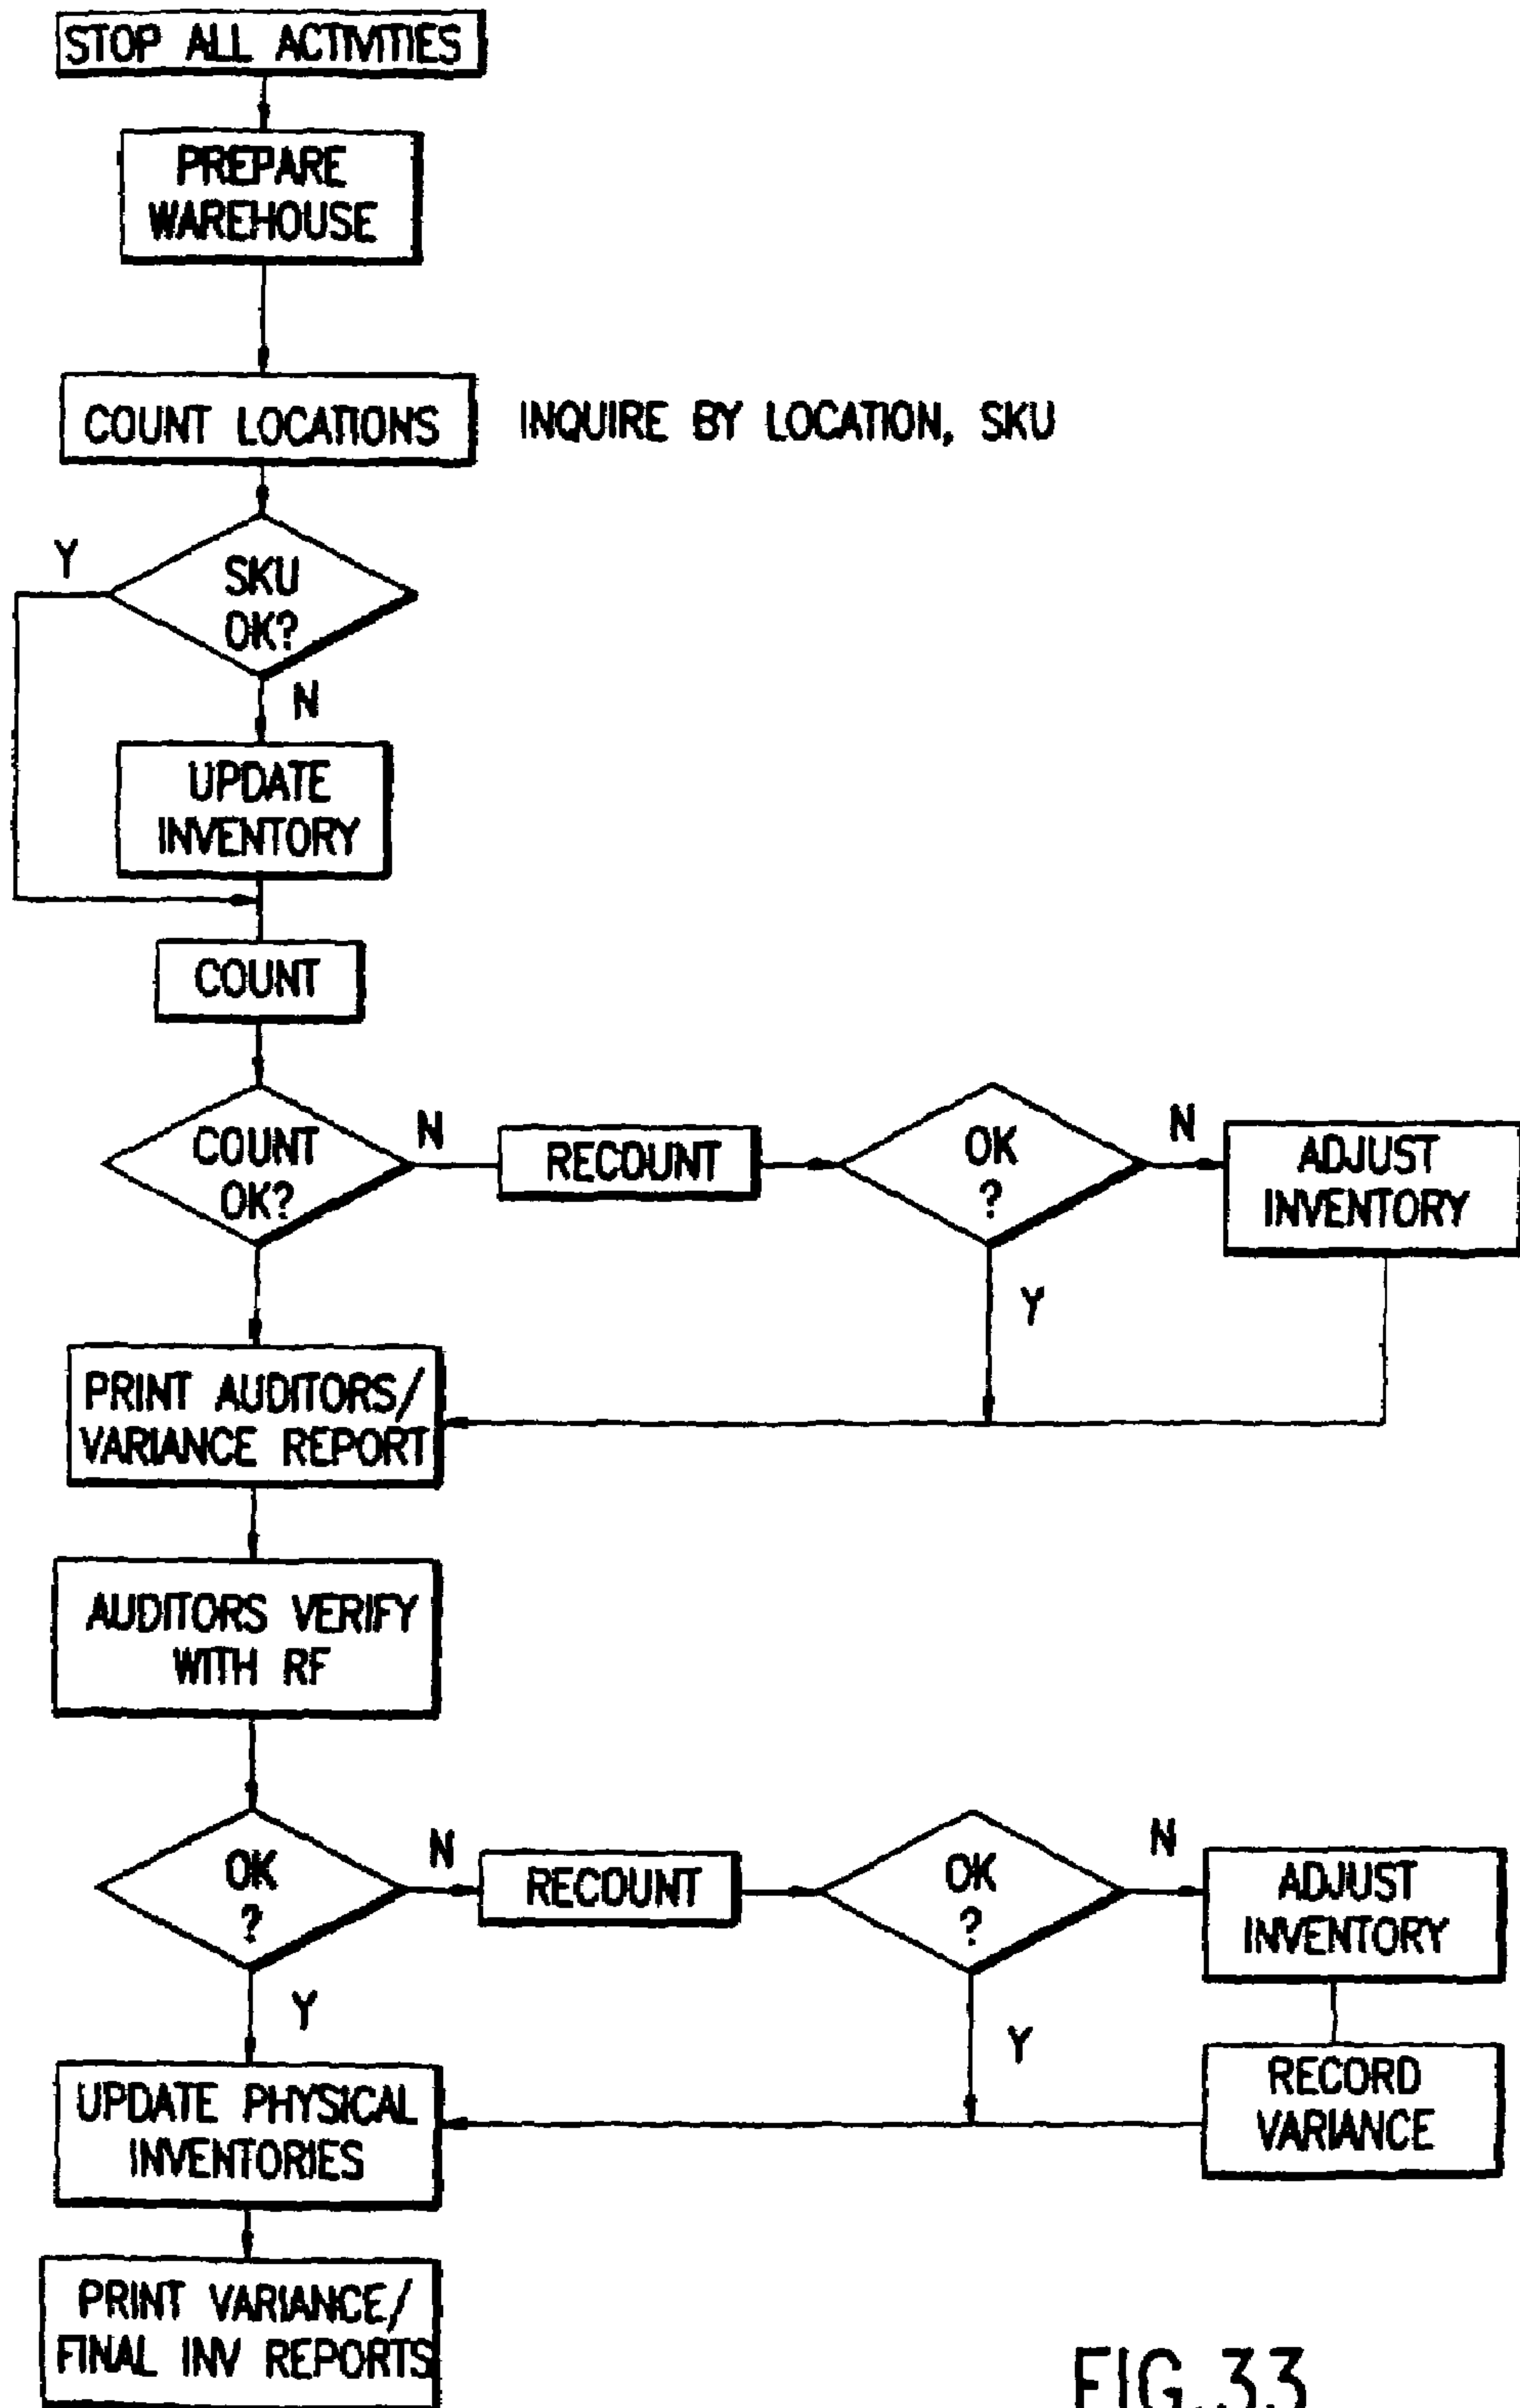 STOP ALL ACTIVITIES
PREPARE
WAREHOUSE
COUNT LOCATIONS
INQUIRE BY LOCATION, SKU
Y
SKU
OK?
N
UPDATE
INVENTORY
COUNT
COUNT
OK?
N
RECOUNT
OK
?
N
ADJUST
INVENTORY
Y
PRINT AUDITORS/
VARIANCE REPORT
AUDITORS VERIFY
WITH RF
OK
?
N
RECOUNT
OK
?
N
ADJUST
INVENTORY
Y
Y
RECORD
VARIANCE
UPDATE PHYSICAL
INVENTORIES
PRINT VARIANCE/
FINAL INV REPORTS
FIG.33